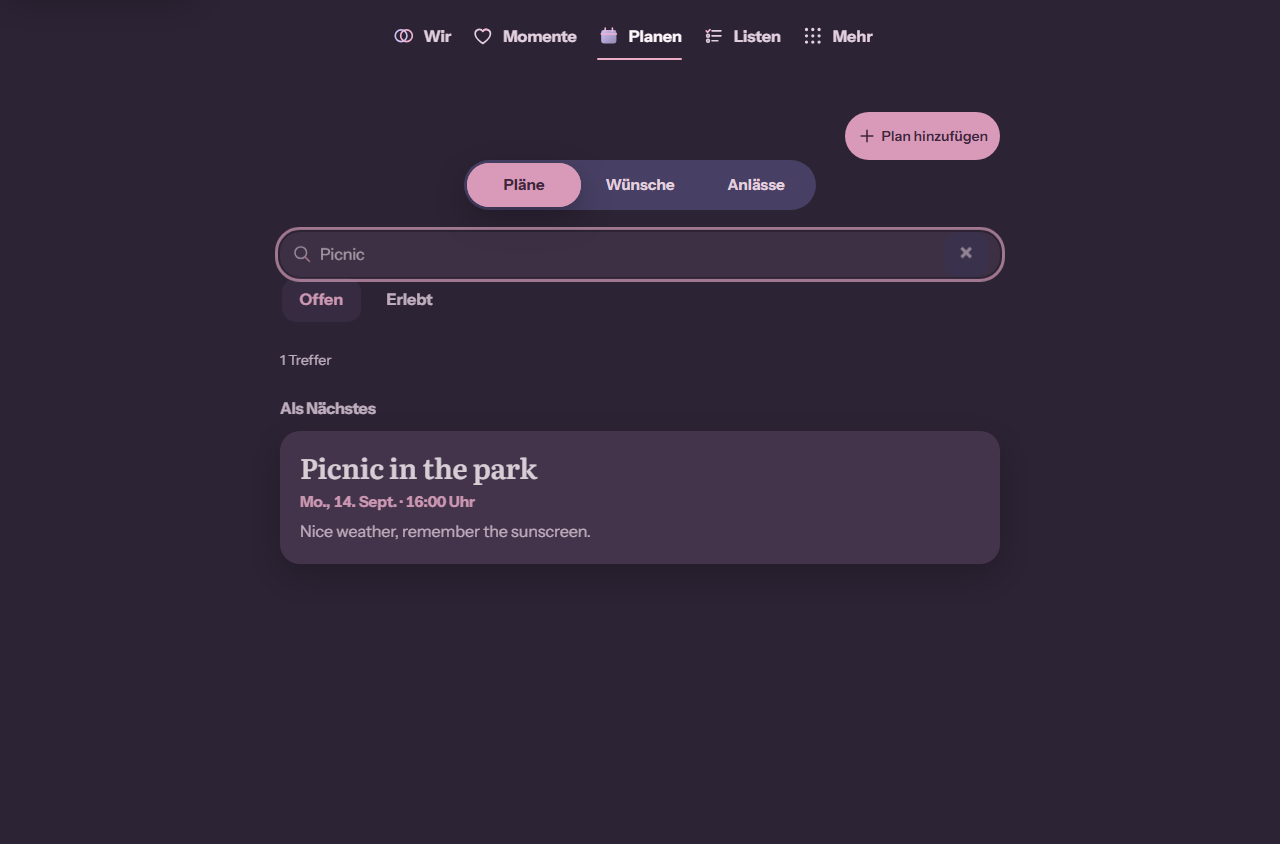 Wir Momente Planen Listen Mehr
Plan hinzufügen
Pläne Wünsche Anlässe
Picnic
Offen Erlebt
1 Treffer
Als Nächstes
Picnic in the park
Mo., 14. Sept. · 16:00 Uhr
Nice weather, remember the sunscreen.